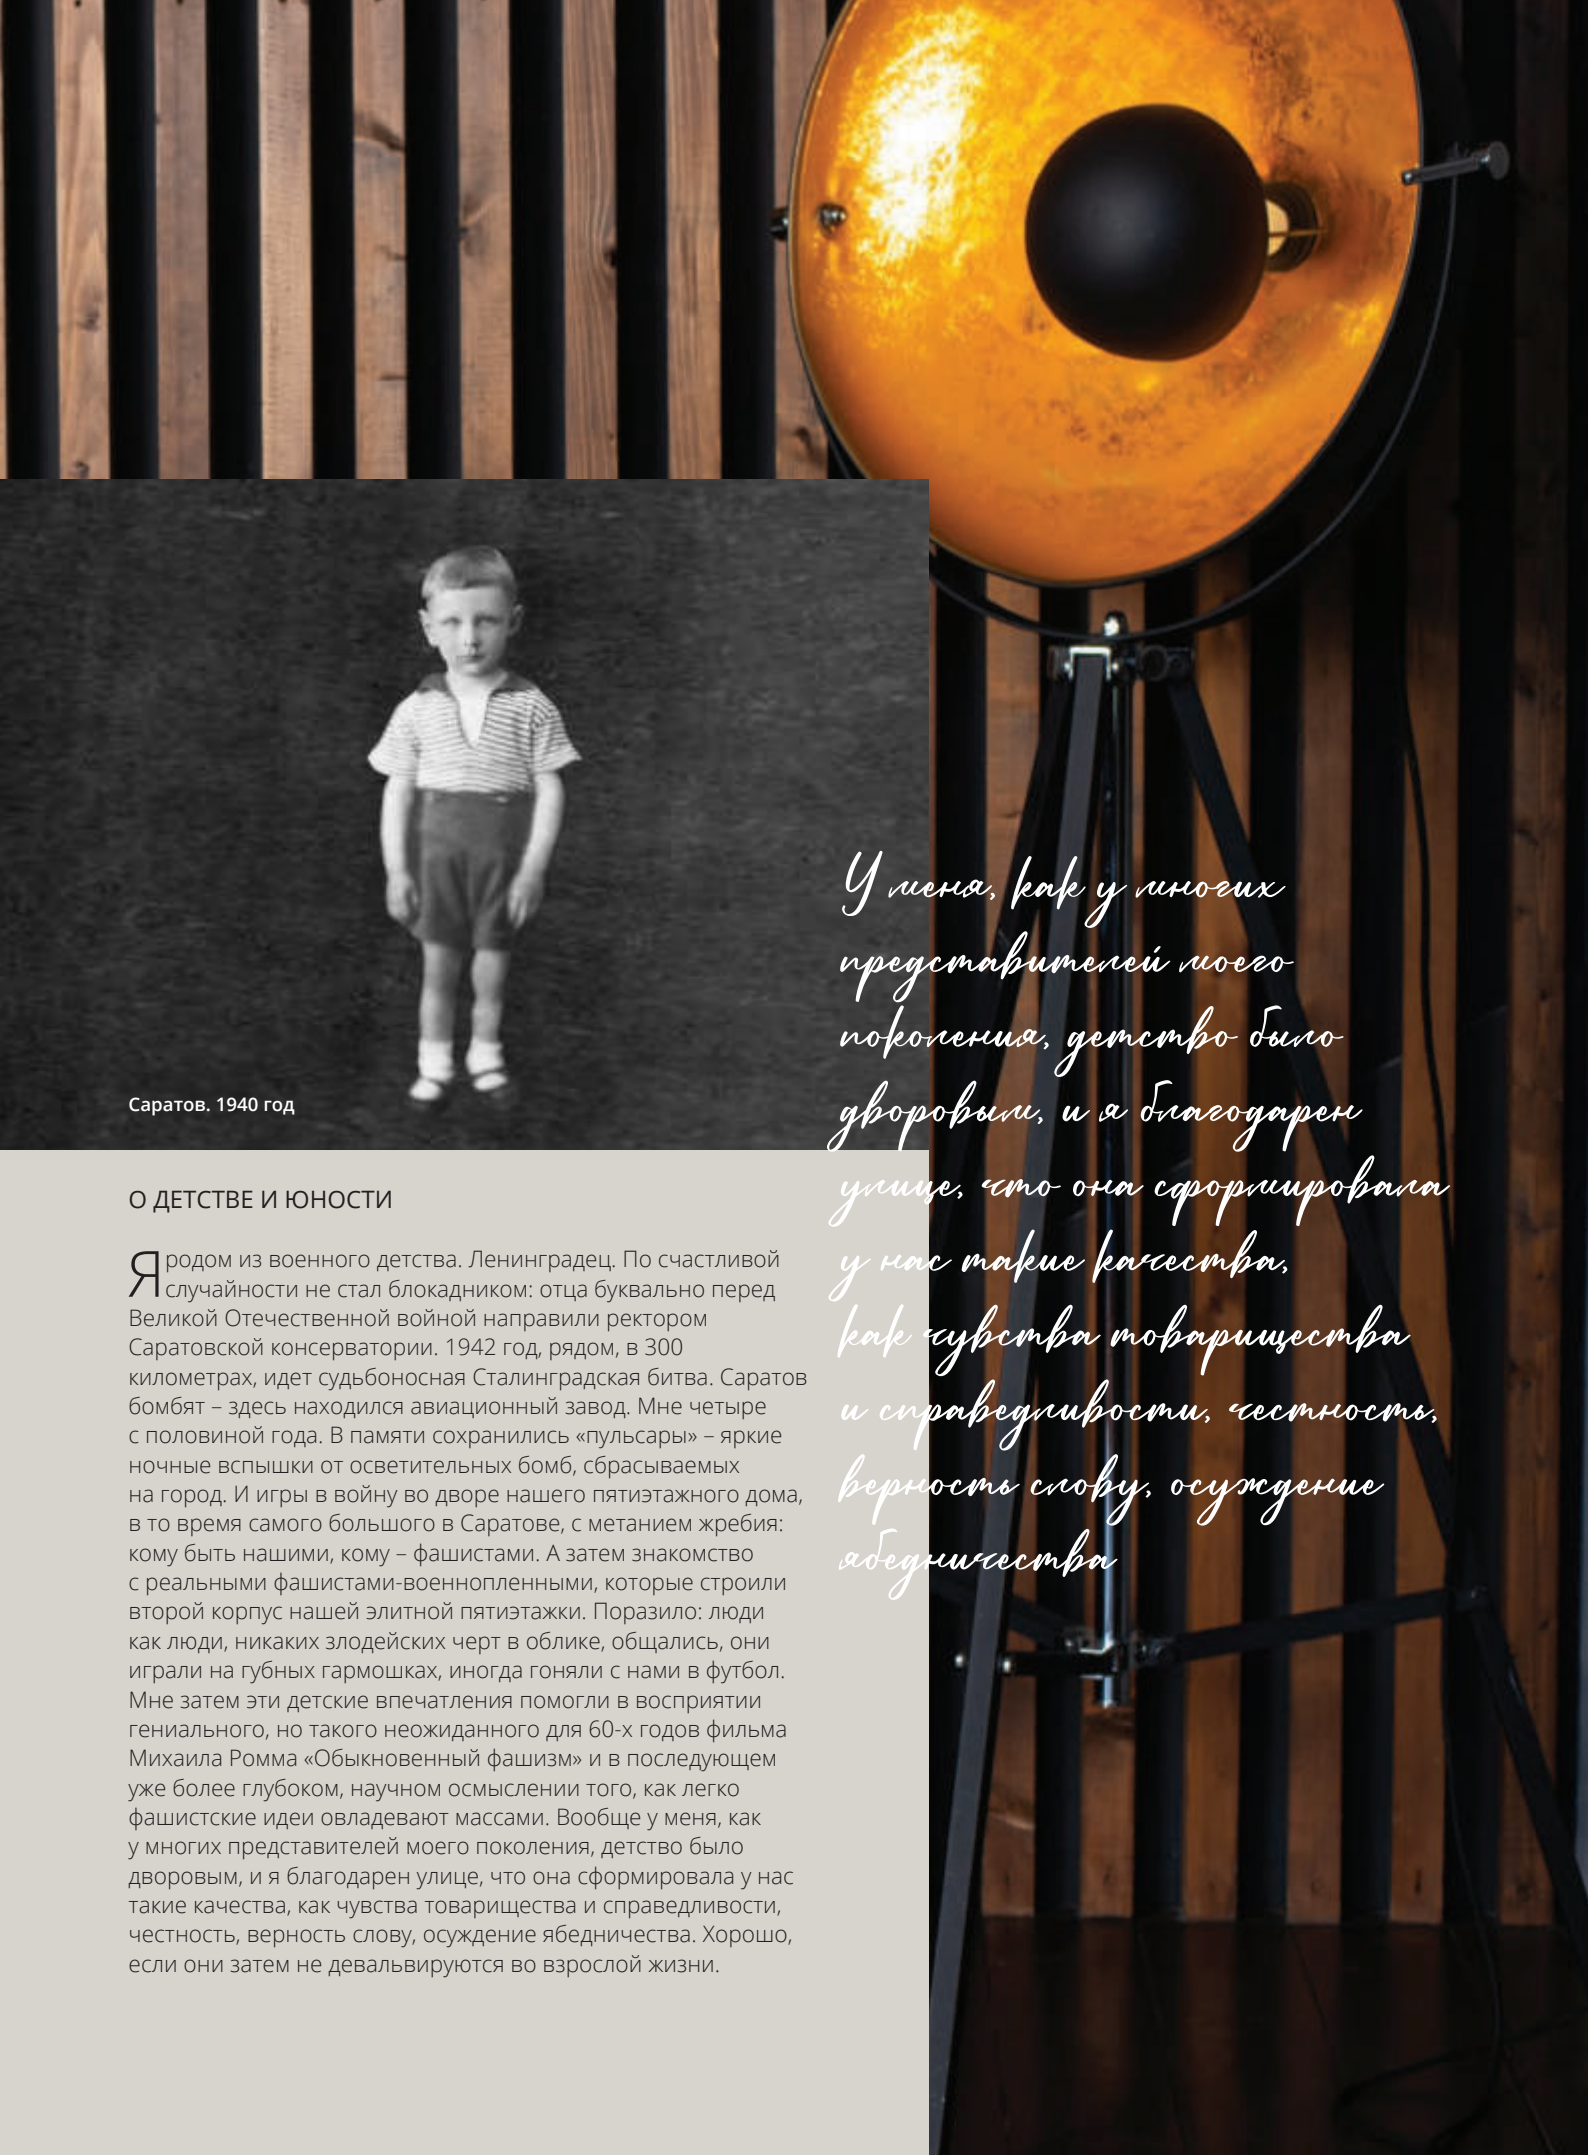 Саратов. 1940 год
О ДЕТСТВЕ И ЮНОСТИ
Я родом из военного детства. Ленинградец. По счастливой
случайности не стал блокадником: отца буквально перед
Великой Отечественной войной направили ректором
Саратовской консерватории. 1942 год, рядом, в 300
километрах, идет судьбоносная Сталинградская битва. Саратов
бомбят – здесь находился авиационный завод. Мне четыре
с половиной года. В памяти сохранились «пульсары» – яркие
ночные вспышки от осветительных бомб, сбрасываемых
на город. И игры в войну во дворе нашего пятиэтажного дома,
в то время самого большого в Саратове, с метанием жребия:
кому быть нашими, кому – фашистами. А затем знакомство
с реальными фашистами-военнопленными, которые строили
второй корпус нашей элитной пятиэтажки. Поразило: люди
как люди, никаких злодейских черт в облике, общались, они
играли на губных гармошках, иногда гоняли с нами в футбол.
Мне затем эти детские впечатления помогли в восприятии
гениального, но такого неожиданного для 60-х годов фильма
Михаила Ромма «Обыкновенный фашизм» и в последующем
уже более глубоком, научном осмыслении того, как легко
фашистские идеи овладевают массами. Вообще у меня, как
у многих представителей моего поколения, детство было
дворовым, и я благодарен улице, что она сформировала у нас
такие качества, как чувства товарищества и справедливости,
честность, верность слову, осуждение ябедничества. Хорошо,
если они затем не девальвируются во взрослой жизни.
У меня, как у многих
представителей моего
поколения, детство было
дворовым, и я благодарен
улице, что она сформировала
у нас такие качества,
как чувства товарищества
и справедливости, честность,
верность слову, осуждение
ябедничества